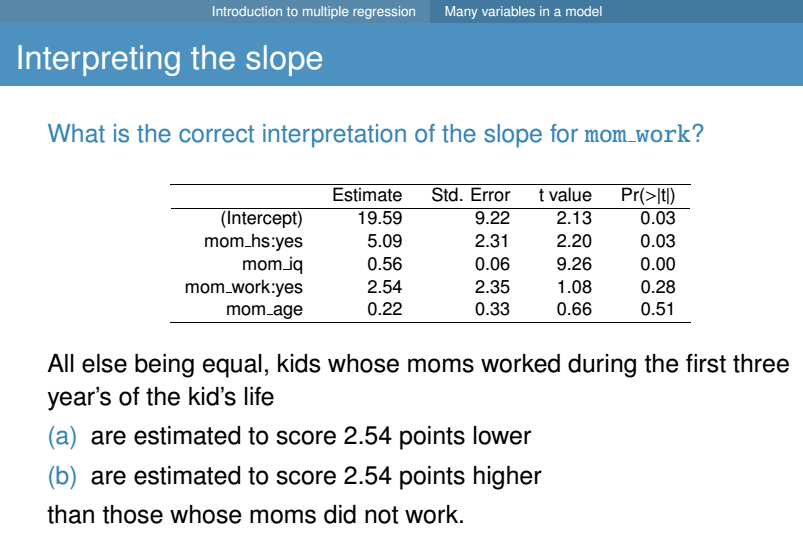 Introduction to multiple regression Many variables in a model
Interpreting the slope
What is the correct interpretation of the slope for mom_work?
Estimate Std. Error t value Pr(>|t|)
(Intercept) 19.59 9.22 2.13 0.03
mom_hs:yes 5.09 2.31 2.20 0.03
mom_iq 0.56 0.06 9.26 0.00
mom_work:yes 2.54 2.35 1.08 0.28
mom_age 0.22 0.33 0.66 0.51
All else being equal, kids whose moms worked during the first three
year's of the kid's life
(a) are estimated to score 2.54 points lower
(b) are estimated to score 2.54 points higher
than those whose moms did not work.